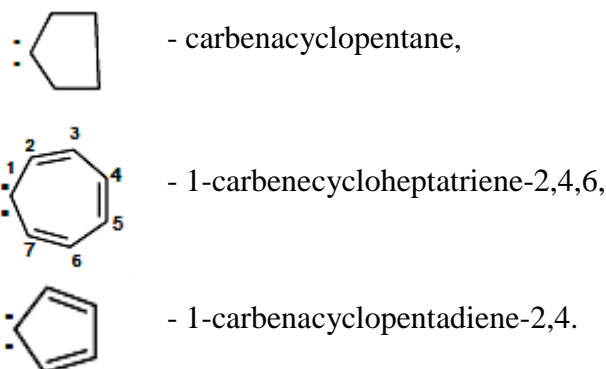 - carbenacyclopentane,
1
2
3
4
5
6
7
- 1-carbenecycloheptatriene-2,4,6,
- 1-carbenacyclopentadiene-2,4.